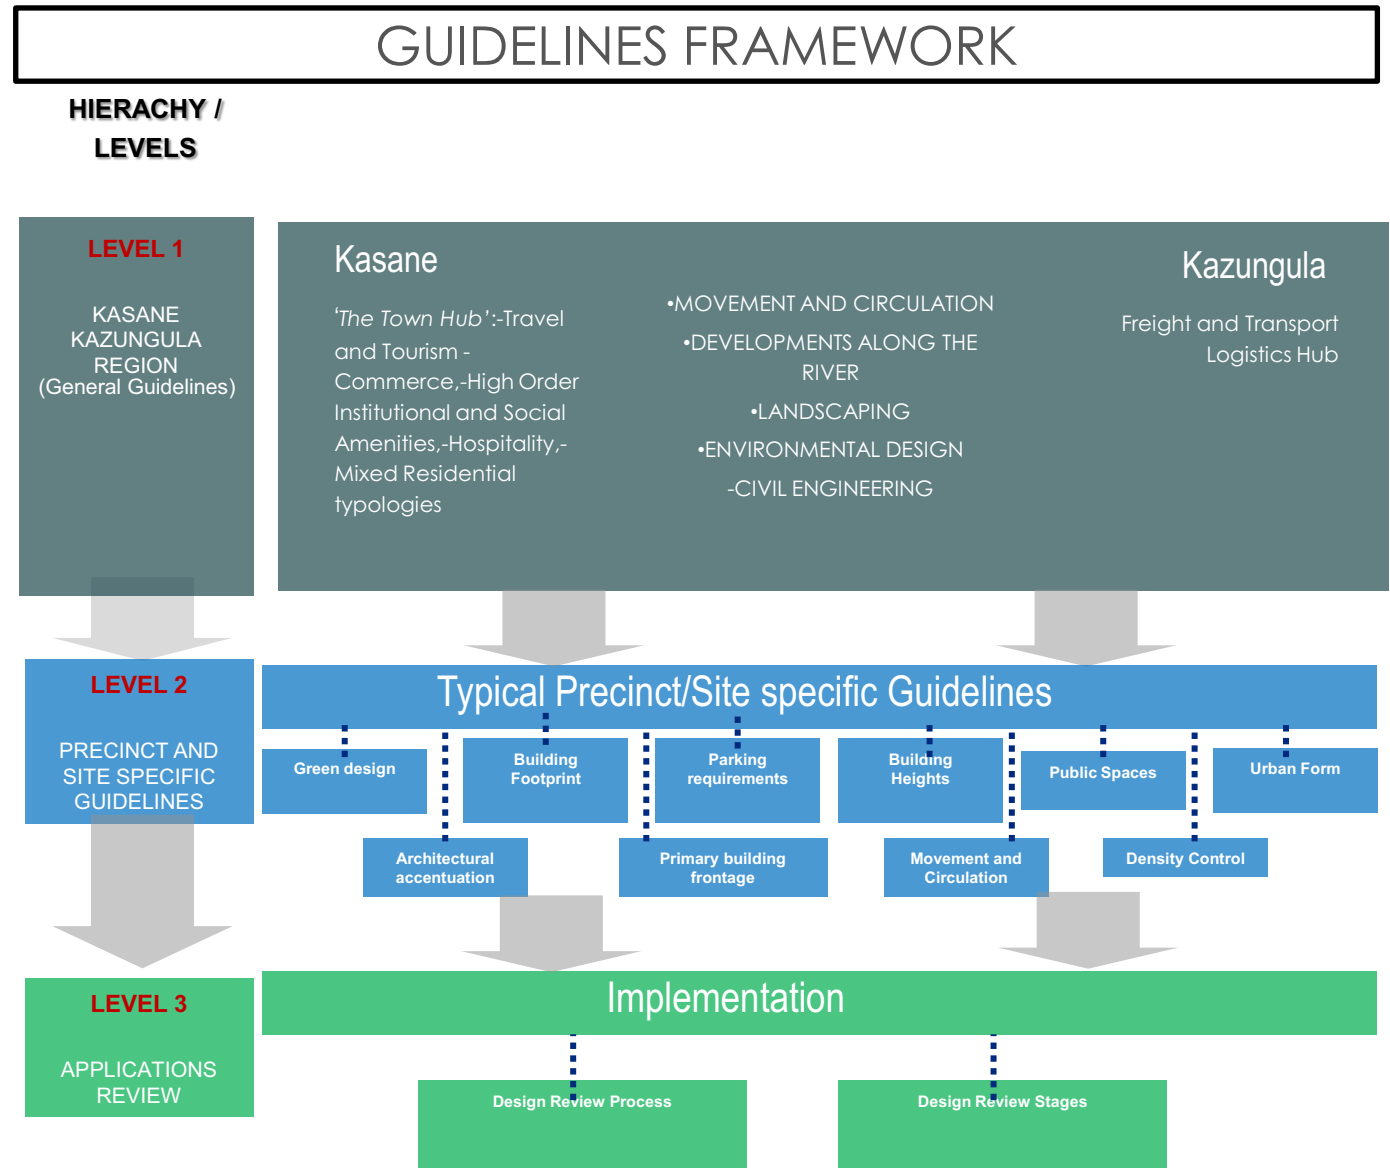 GUIDELINES FRAMEWORK
HIERACHY /
LEVELS
LEVEL 1
KASANE
KAZUNGULA
REGION
(General Guidelines)
Kasane
‘The Town Hub’:-Travel
and Tourism -
Commerce,-High Order
Institutional and Social
Amenities,-Hospitality,-
Mixed Residential
typologies
•MOVEMENT AND CIRCULATION
•DEVELOPMENTS ALONG THE
RIVER
•LANDSCAPING
•ENVIRONMENTAL DESIGN
-CIVIL ENGINEERING
Kazungula
Freight and Transport
Logistics Hub
LEVEL 2
PRECINCT AND
SITE SPECIFIC
GUIDELINES
Typical Precinct/Site specific Guidelines
Green design
Building
Footprint
Parking
requirements
Building
Heights
Public Spaces
Urban Form
Architectural
accentuation
Primary building
frontage
Movement and
Circulation
Density Control
LEVEL 3
APPLICATIONS
REVIEW
Implementation
Design Review Process
Design Review Stages